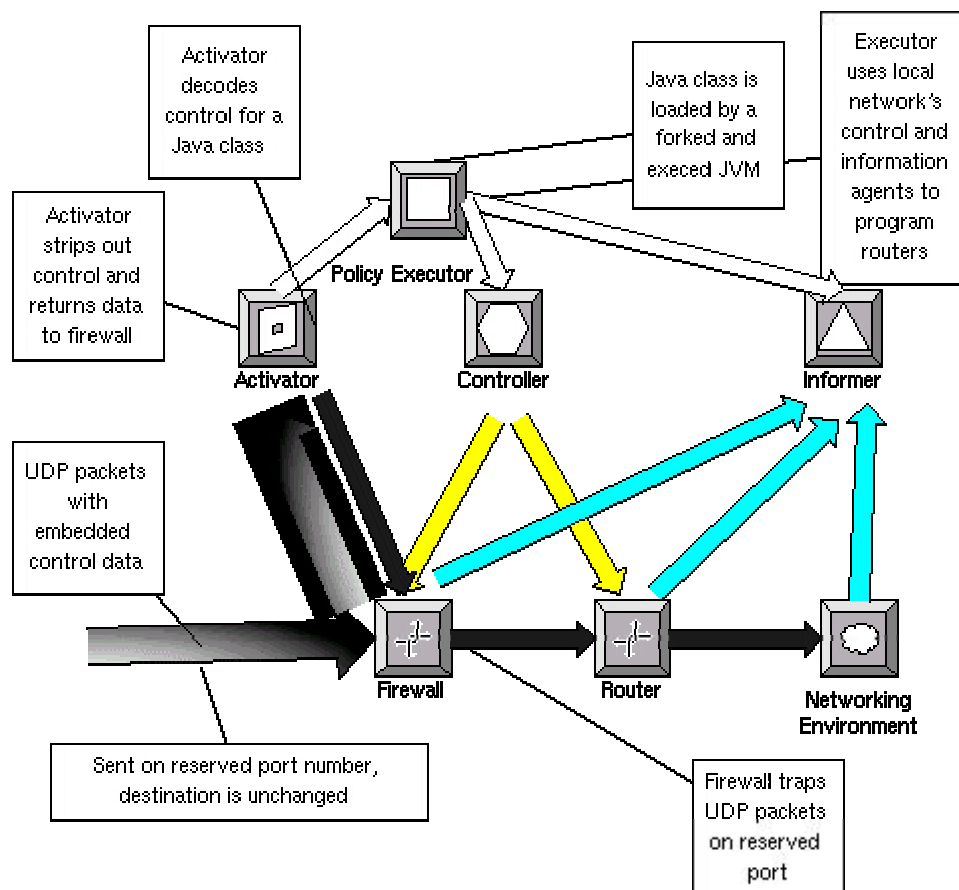 Activator
decodes
control for a
Java class
Java class is
loaded by a
forked and
execed JVM
Executor
uses local
network's
control and
information
agents to
program
routers
Activator
strips out
control and
returns data
to firewall
Policy Executor
Activator
Controller
Informer
UDP packets
with
embedded
control data
Firewall
Router
Networking
Environment
Sent on reserved port number,
destination is unchanged
Firewall traps
UDP packets
on reserved
port